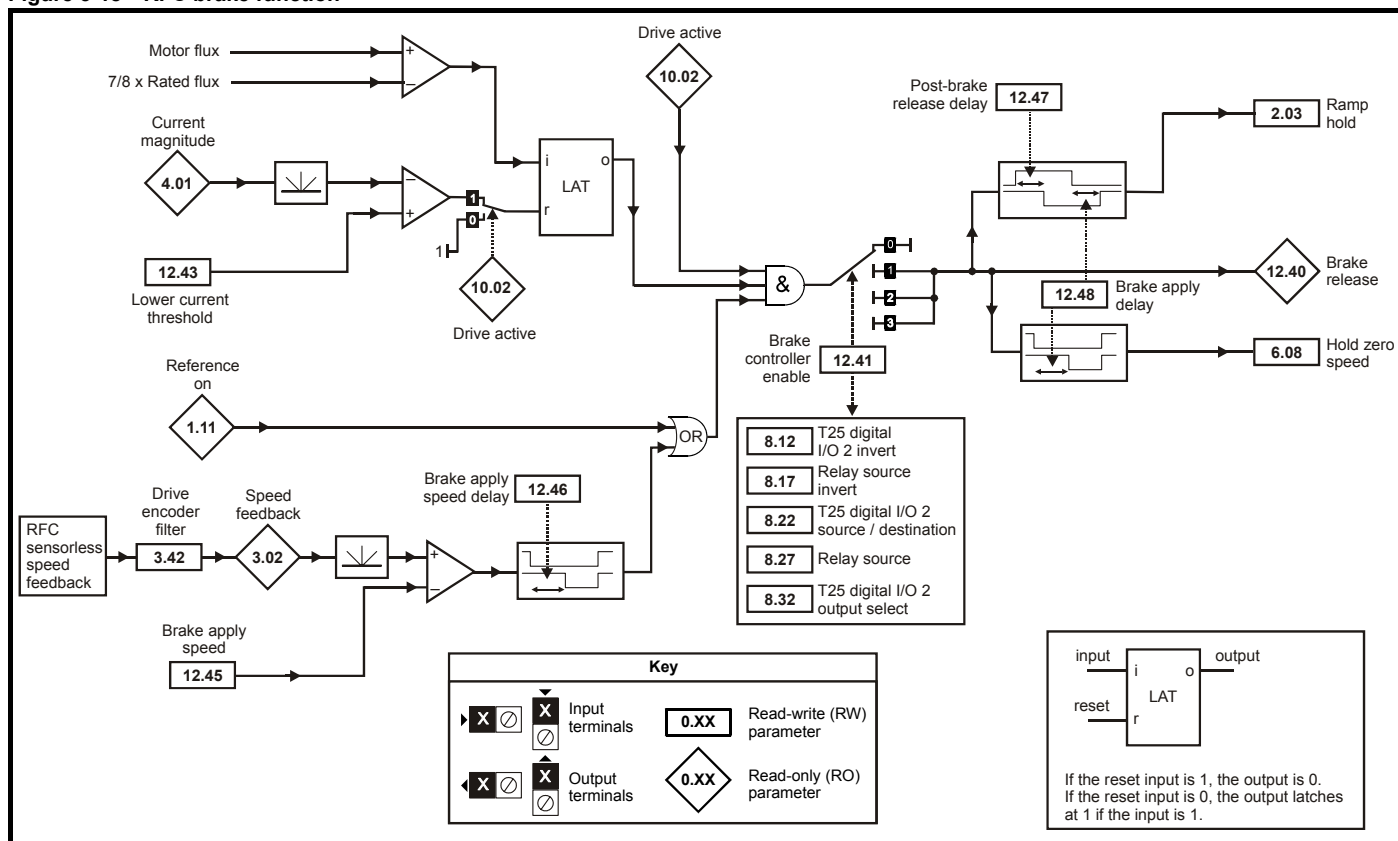 Motor flux
7/8 x Rated flux
+
−
Current
magnitude
4.01
−
+
12.43
Lower current
threshold
1
0
1
10.02
Drive active
i
o
LAT
r
Drive active
10.02
&
Brake
controller
enable
12.41
0
1
2
3
Post-brake
release delay
12.47
2.03
Ramp
hold
12.40
Brake
release
12.48
Brake apply
delay
6.08
Hold zero
speed
Reference
on
1.11
OR
Brake apply
speed delay
12.46
RFC
sensorless
speed
feedback
Drive
encoder
filter
3.42
Speed
feedback
3.02
+
−
Brake apply
speed
12.45
8.12 T25 digital
I/O 2 invert
8.17 Relay source
invert
8.22 T25 digital I/O 2
source / destination
8.27 Relay source
8.32 T25 digital I/O 2
output select
Key
X X Input
terminals
X X Output
terminals
0.XX Read-write (RW)
parameter
0.XX Read-only (RO)
parameter
input
i
o
output
LAT
reset
r
If the reset input is 1, the output is 0.
If the reset input is 0, the output latches
at 1 if the input is 1.